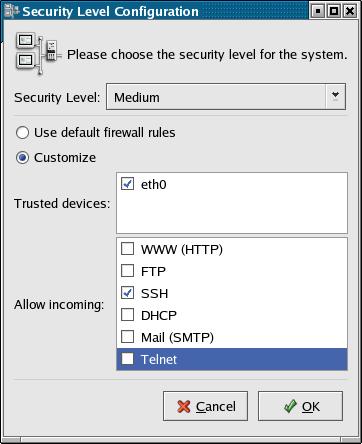 Security Level Configuration
Please choose the security level for the system.
Security Level: Medium
Use default firewall rules
Customize
Trusted devices:
eth0
Allow incoming:
WWW (HTTP)
FTP
SSH
DHCP
Mail (SMTP)
Telnet
Cancel
OK